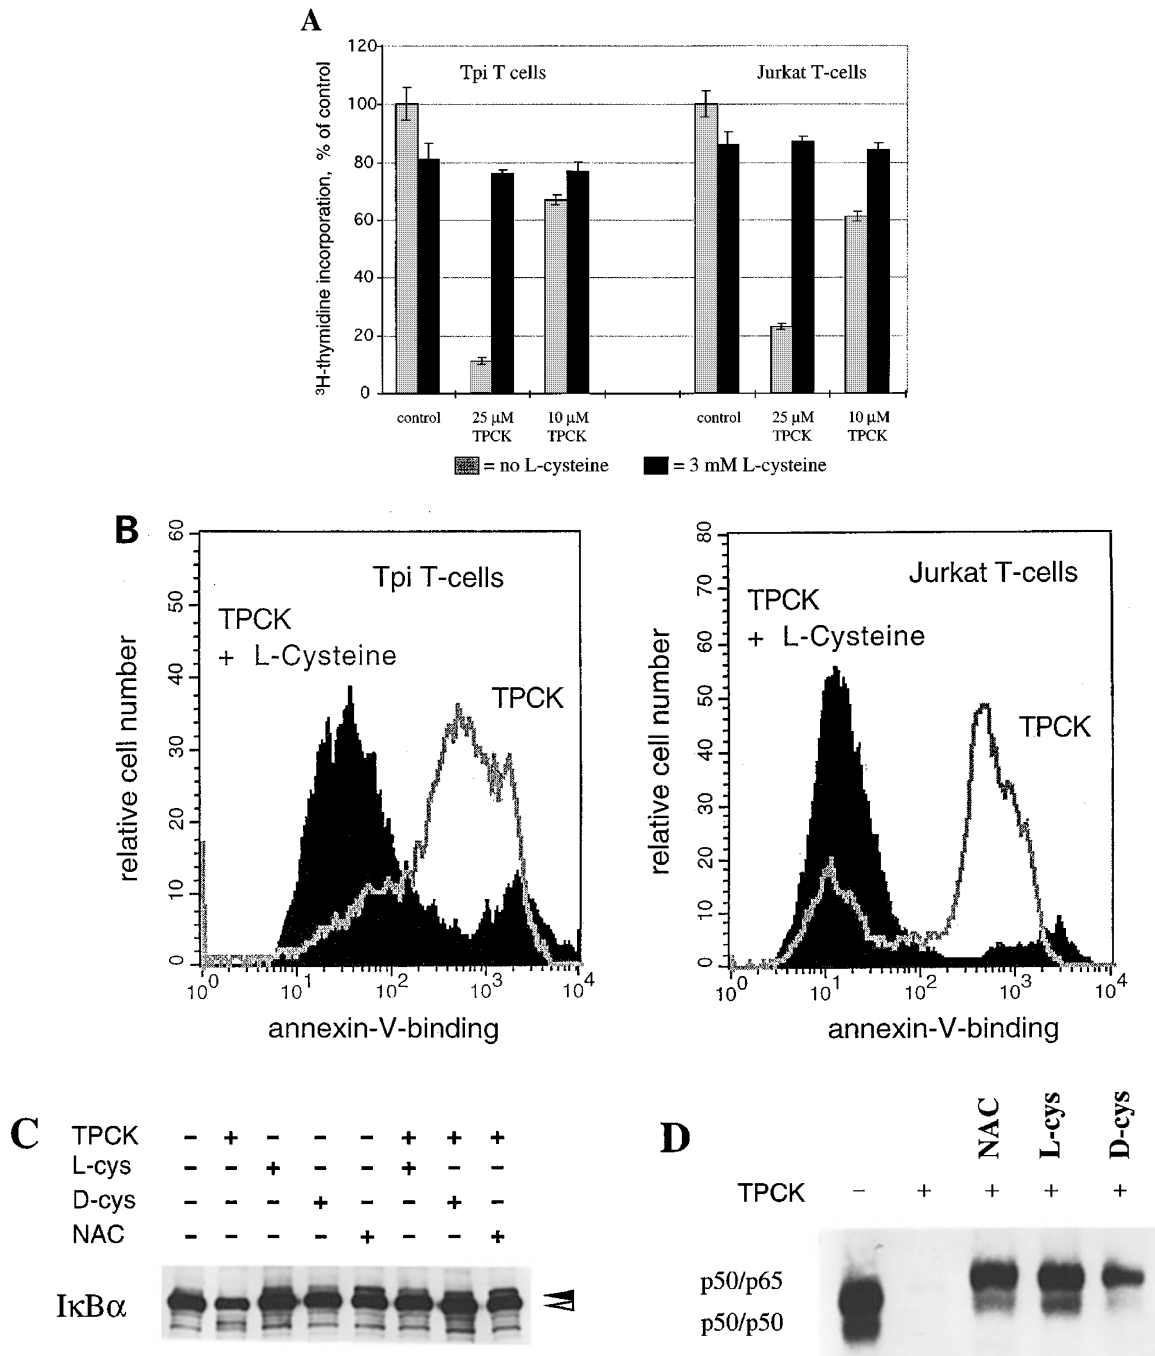 A
120
100
80
60
40
20
0
³H-thymidine incorporation, % of control
Tpi T cells
Jurkat T-cells
control
25 µM
TPCK
10 µM
TPCK
control
25 µM
TPCK
10 µM
TPCK
= no L-cysteine
= 3 mM L-cysteine
B
60
50
40
30
20
10
0
relative cell number
Tpi T-cells
TPCK
+ L-Cysteine
TPCK
10⁰ 10¹ 10² 10³ 10⁴
annexin-V-binding
80
70
60
50
40
30
20
10
0
relative cell number
Jurkat T-cells
TPCK
+ L-Cysteine
TPCK
10⁰ 10¹ 10² 10³ 10⁴
annexin-V-binding
C
TPCK - + - - - + + +
L-cys - - + - - + - -
D-cys - - - + - - + -
NAC - - - - + - - +
IκBα
D
NAC
L-cys
D-cys
TPCK - + + + +
p50/p65
p50/p50